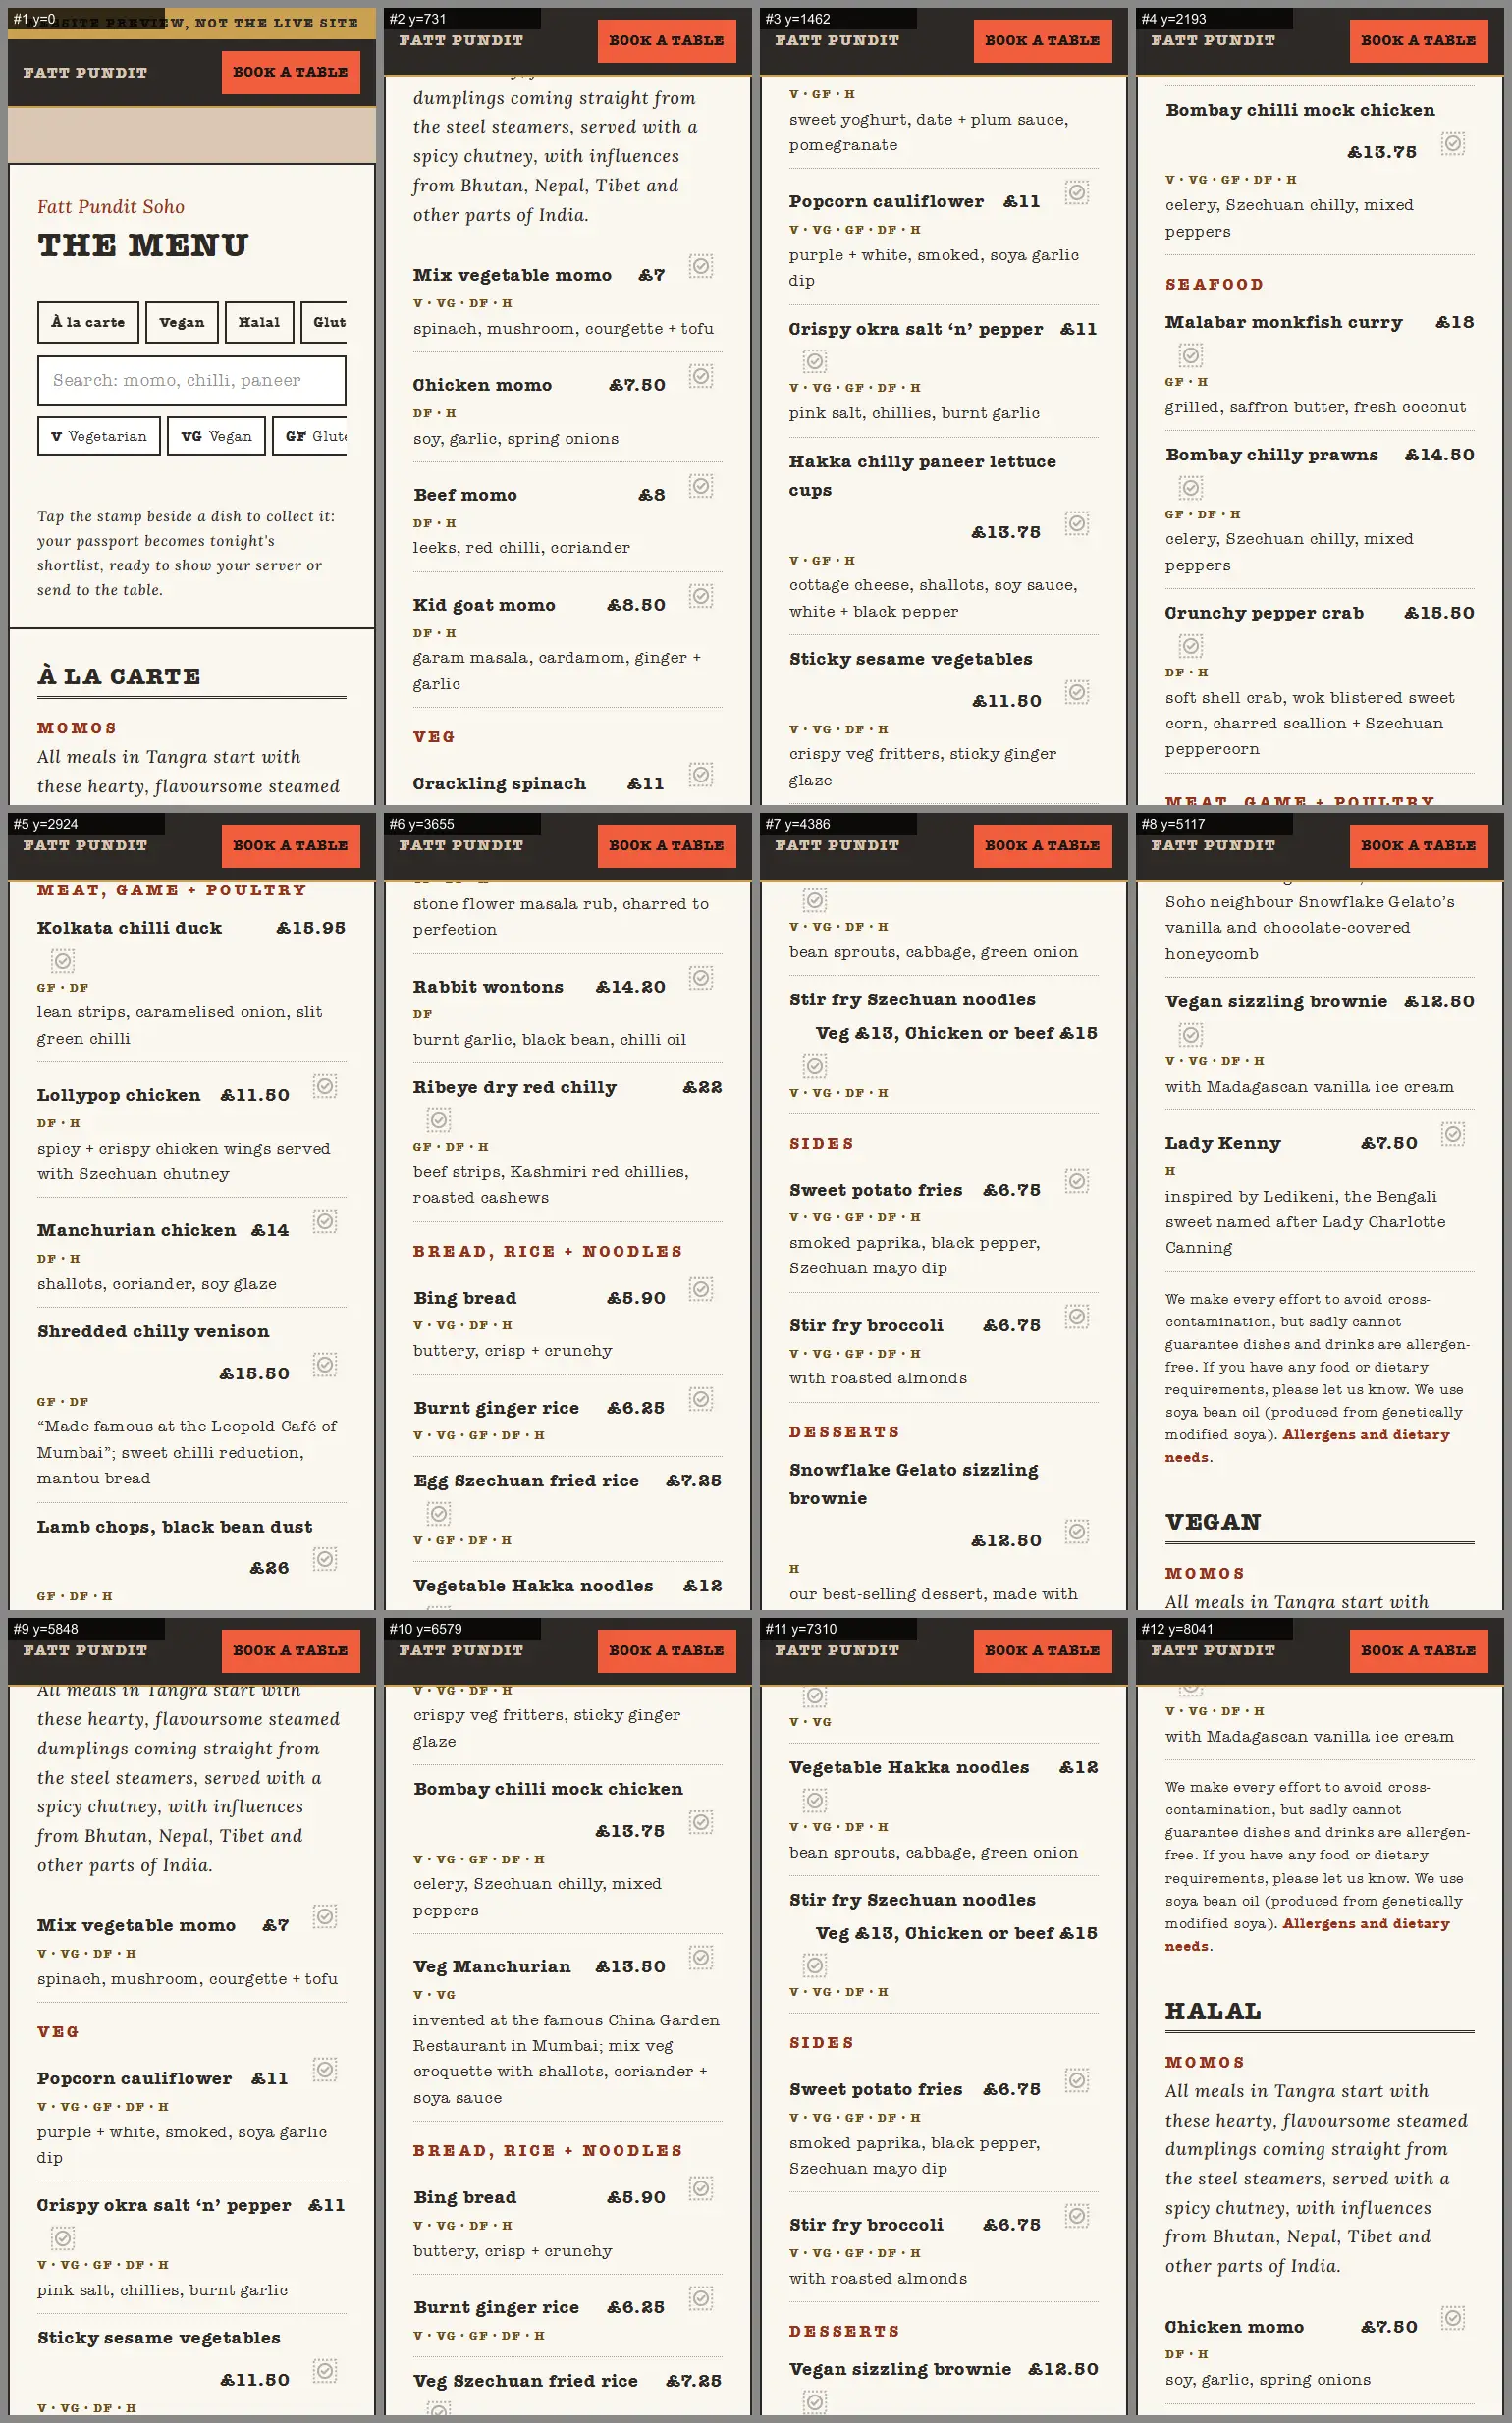 #1 y=0
SITE PREVIEW, NOT THE LIVE SITE
FATT PUNDIT
BOOK A TABLE
Fatt Pundit Soho
THE MENU
À la carte
Vegan
Halal
Glut
Search: momo, chilli, paneer
V Vegetarian
VG Vegan
GF Glute
Tap the stamp beside a dish to collect it:
your passport becomes tonight's
shortlist, ready to show your server or
send to the table.
À LA CARTE
MOMOS
All meals in Tangra start with
these hearty, flavoursome steamed
#2 y=731
FATT PUNDIT
BOOK A TABLE
dumplings coming straight from
the steel steamers, served with a
spicy chutney, with influences
from Bhutan, Nepal, Tibet and
other parts of India.
Mix vegetable momo £7
V · VG · DF · H
spinach, mushroom, courgette + tofu
Chicken momo £7.50
DF · H
soy, garlic, spring onions
Beef momo £8
DF · H
leeks, red chilli, coriander
Kid goat momo £8.50
DF · H
garam masala, cardamom, ginger +
garlic
VEG
Crackling spinach £11
#3 y=1462
FATT PUNDIT
BOOK A TABLE
V · GF · H
sweet yoghurt, date + plum sauce,
pomegranate
Popcorn cauliflower £11
V · VG · GF · DF · H
purple + white, smoked, soya garlic
dip
Crispy okra salt ‘n’ pepper £11
V · VG · GF · DF · H
pink salt, chillies, burnt garlic
Hakka chilly paneer lettuce
cups
£13.75
V · GF · H
cottage cheese, shallots, soy sauce,
white + black pepper
Sticky sesame vegetables
£11.50
V · VG · DF · H
crispy veg fritters, sticky ginger
glaze
#4 y=2193
FATT PUNDIT
BOOK A TABLE
Bombay chilli mock chicken
£13.75
V · VG · GF · DF · H
celery, Szechuan chilly, mixed
peppers
SEAFOOD
Malabar monkfish curry £18
GF · H
grilled, saffron butter, fresh coconut
Bombay chilly prawns £14.50
GF · DF · H
celery, Szechuan chilly, mixed
peppers
Crunchy pepper crab £15.50
DF · H
soft shell crab, wok blistered sweet
corn, charred scallion + Szechuan
peppercorn
MEAT, GAME + POULTRY
#5 y=2924
FATT PUNDIT
BOOK A TABLE
MEAT, GAME + POULTRY
Kolkata chilli duck £15.95
GF · DF
lean strips, caramelised onion, slit
green chilli
Lollypop chicken £11.50
DF · H
spicy + crispy chicken wings served
with Szechuan chutney
Manchurian chicken £14
DF · H
shallots, coriander, soy glaze
Shredded chilly venison
£15.50
GF · DF
“Made famous at the Leopold Café of
Mumbai”; sweet chilli reduction,
mantou bread
Lamb chops, black bean dust
£26
GF · DF · H
#6 y=3655
FATT PUNDIT
BOOK A TABLE
stone flower masala rub, charred to
perfection
Rabbit wontons £14.20
DF
burnt garlic, black bean, chilli oil
Ribeye dry red chilly £22
GF · DF · H
beef strips, Kashmiri red chillies,
roasted cashews
BREAD, RICE + NOODLES
Bing bread £5.90
V · VG · DF · H
buttery, crisp + crunchy
Burnt ginger rice £6.25
V · VG · GF · DF · H
Egg Szechuan fried rice £7.25
V · GF · DF · H
Vegetable Hakka noodles £12
#7 y=4386
FATT PUNDIT
BOOK A TABLE
V · VG · DF · H
bean sprouts, cabbage, green onion
Stir fry Szechuan noodles
Veg £13, Chicken or beef £15
V · VG · DF · H
SIDES
Sweet potato fries £6.75
V · VG · GF · DF · H
smoked paprika, black pepper,
Szechuan mayo dip
Stir fry broccoli £6.75
V · VG · GF · DF · H
with roasted almonds
DESSERTS
Snowflake Gelato sizzling
brownie
£12.50
H
our best-selling dessert, made with
#8 y=5117
FATT PUNDIT
BOOK A TABLE
Soho neighbour Snowflake Gelato’s
vanilla and chocolate-covered
honeycomb
Vegan sizzling brownie £12.50
V · VG · DF · H
with Madagascan vanilla ice cream
Lady Kenny £7.50
H
inspired by Ledikeni, the Bengali
sweet named after Lady Charlotte
Canning
We make every effort to avoid cross-
contamination, but sadly cannot
guarantee dishes and drinks are allergen-
free. If you have any food or dietary
requirements, please let us know. We use
soya bean oil (produced from genetically
modified soya). Allergens and dietary
needs.
VEGAN
MOMOS
All meals in Tangra start with
#9 y=5848
FATT PUNDIT
BOOK A TABLE
All meals in Tangra start with
these hearty, flavoursome steamed
dumplings coming straight from
the steel steamers, served with a
spicy chutney, with influences
from Bhutan, Nepal, Tibet and
other parts of India.
Mix vegetable momo £7
V · VG · DF · H
spinach, mushroom, courgette + tofu
VEG
Popcorn cauliflower £11
V · VG · GF · DF · H
purple + white, smoked, soya garlic
dip
Crispy okra salt ‘n’ pepper £11
V · VG · GF · DF · H
pink salt, chillies, burnt garlic
Sticky sesame vegetables
£11.50
V · VG · DF · H
#10 y=6579
FATT PUNDIT
BOOK A TABLE
V · VG · DF · H
crispy veg fritters, sticky ginger
glaze
Bombay chilli mock chicken
£13.75
V · VG · GF · DF · H
celery, Szechuan chilly, mixed
peppers
Veg Manchurian £13.50
V · VG
invented at the famous China Garden
Restaurant in Mumbai; mix veg
croquette with shallots, coriander +
soya sauce
BREAD, RICE + NOODLES
Bing bread £5.90
V · VG · DF · H
buttery, crisp + crunchy
Burnt ginger rice £6.25
V · VG · GF · DF · H
Veg Szechuan fried rice £7.25
#11 y=7310
FATT PUNDIT
BOOK A TABLE
V · VG
Vegetable Hakka noodles £12
V · VG · DF · H
bean sprouts, cabbage, green onion
Stir fry Szechuan noodles
Veg £13, Chicken or beef £15
V · VG · DF · H
SIDES
Sweet potato fries £6.75
V · VG · GF · DF · H
smoked paprika, black pepper,
Szechuan mayo dip
Stir fry broccoli £6.75
V · VG · GF · DF · H
with roasted almonds
DESSERTS
Vegan sizzling brownie £12.50
#12 y=8041
FATT PUNDIT
BOOK A TABLE
V · VG · DF · H
with Madagascan vanilla ice cream
We make every effort to avoid cross-
contamination, but sadly cannot
guarantee dishes and drinks are allergen-
free. If you have any food or dietary
requirements, please let us know. We use
soya bean oil (produced from genetically
modified soya). Allergens and dietary
needs.
HALAL
MOMOS
All meals in Tangra start with
these hearty, flavoursome steamed
dumplings coming straight from
the steel steamers, served with a
spicy chutney, with influences
from Bhutan, Nepal, Tibet and
other parts of India.
Chicken momo £7.50
DF · H
soy, garlic, spring onions